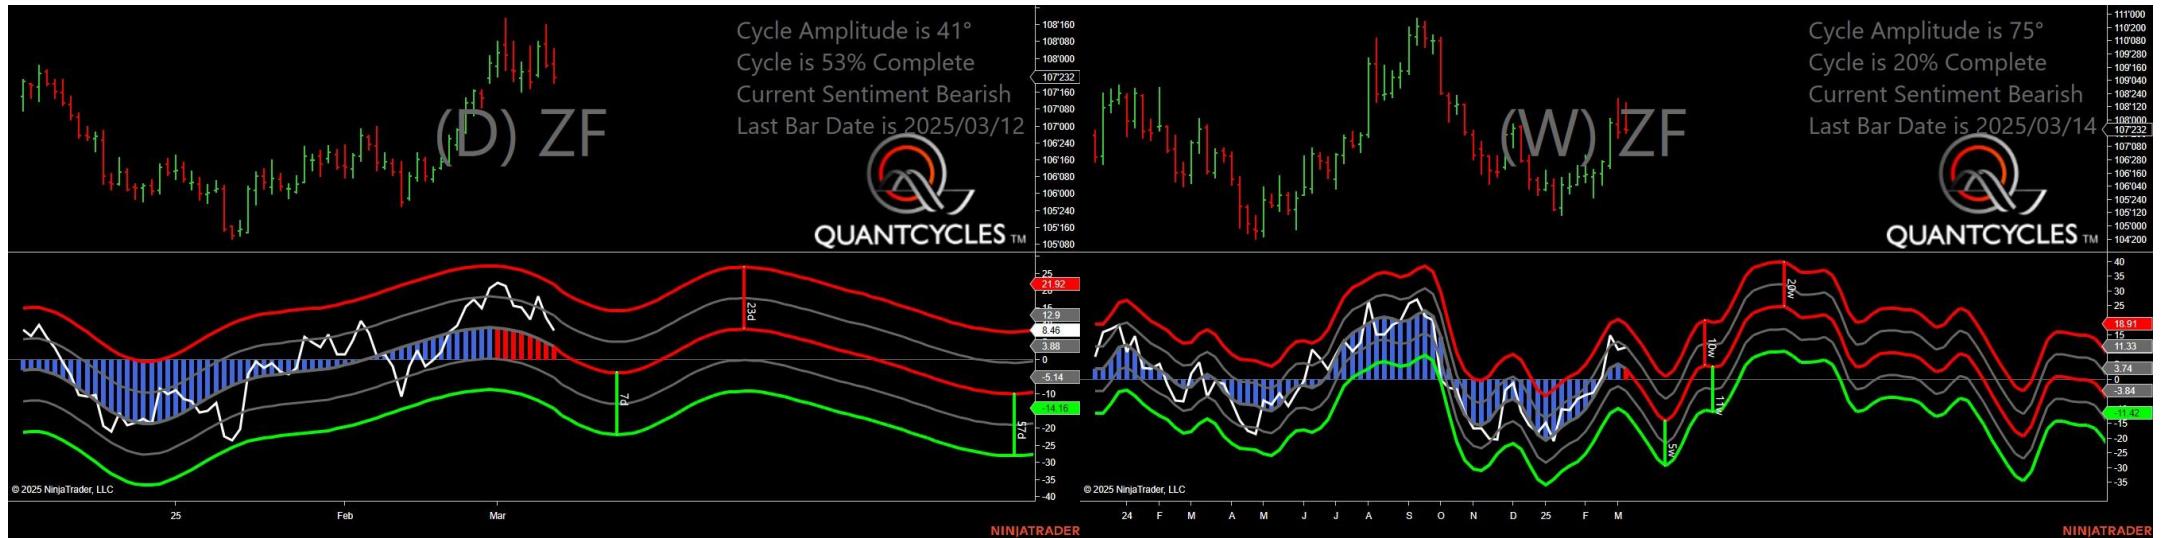 Cycle Amplitude is 41°
Cycle is 53% Complete
Current Sentiment Bearish
Last Bar Date is 2025/03/12
(D) ZF
QUANTCYCLES TM
108'160
108'080
108'000
107'232
107'160
107'080
107'000
106'240
106'160
106'080
106'000
105'240
105'160
105'080
23d
7d
57d
25
21.92
15
12.9
8.46
3.88
0
-5.14
-10
-14.16
-20
-25
-30
-35
-40
© 2025 NinjaTrader, LLC
25
Feb
Mar
NINJATRADER
Cycle Amplitude is 75°
Cycle is 20% Complete
Current Sentiment Bearish
Last Bar Date is 2025/03/14
(W) ZF
QUANTCYCLES TM
111'000
110'200
110'080
109'280
109'160
109'040
108'240
108'120
108'000
107'232
107'080
106'280
106'160
106'040
105'240
105'120
105'000
104'200
20w
10w
11w
5w
40
35
30
25
18.91
15
11.33
3.74
0
-3.84
-11.42
-15
-20
-25
-30
-35
© 2025 NinjaTrader, LLC
24
F
M
A
M
J
J
A
S
O
N
D
25
F
M
NINJATRADER